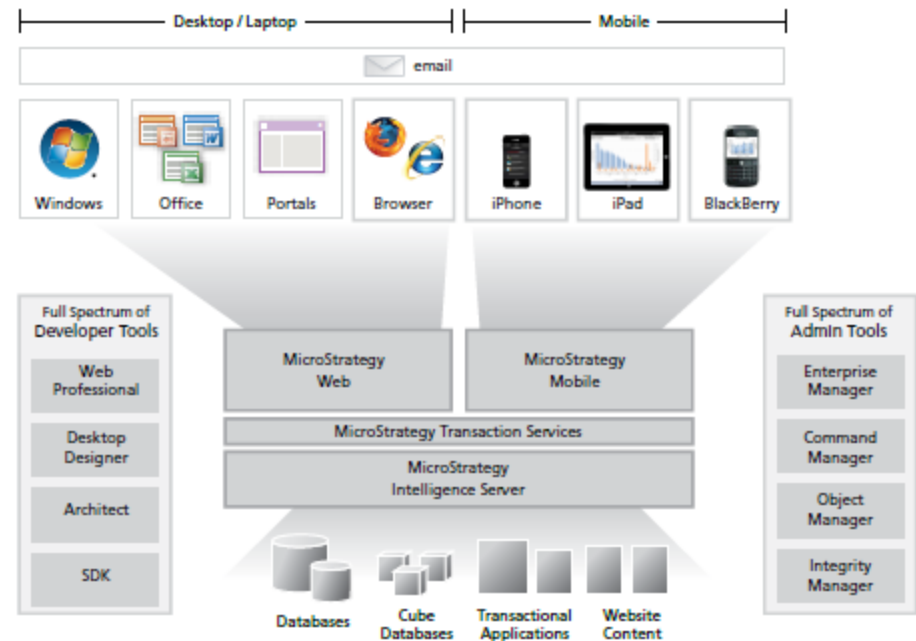 Desktop / Laptop
Mobile
email
Windows
Office
Portals
Browser
iPhone
iPad
BlackBerry
Full Spectrum of
Developer Tools
Web
Professional
Desktop
Designer
Architect
SDK
MicroStrategy
Web
MicroStrategy
Mobile
MicroStrategy Transaction Services
MicroStrategy
Intelligence Server
Full Spectrum of
Admin Tools
Enterprise
Manager
Command
Manager
Object
Manager
Integrity
Manager
Databases
Cube
Databases
Transactional
Applications
Website
Content